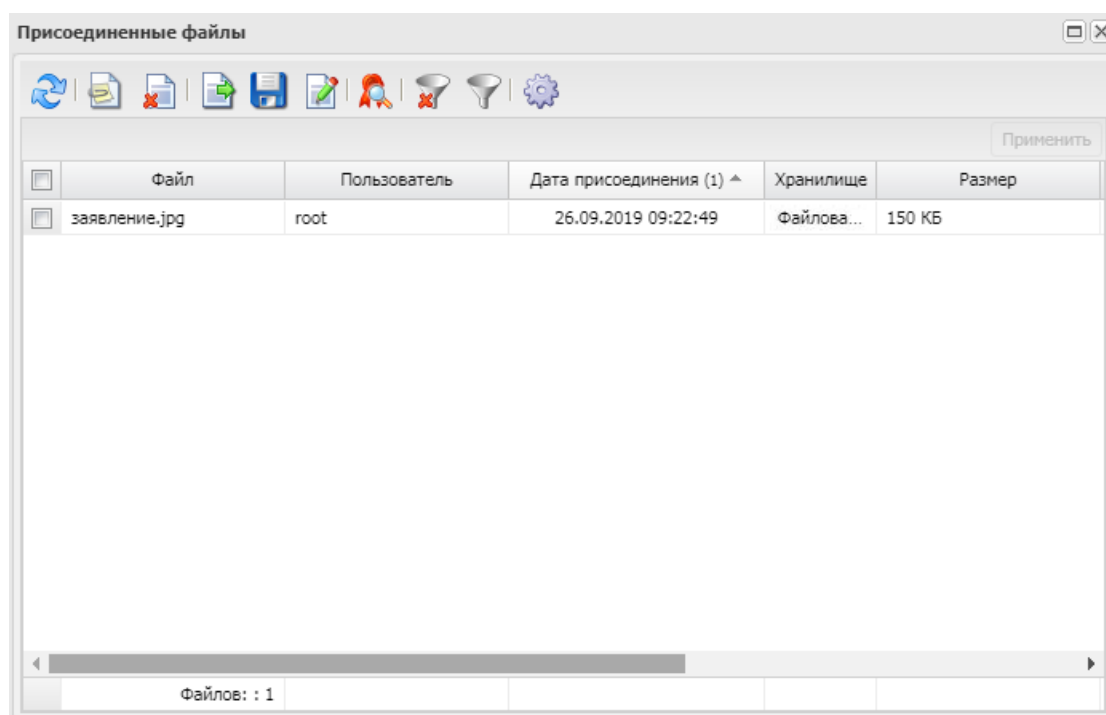 Присоединенные файлы
Применить
Файл Пользователь Дата присоединения (1) Хранилище Размер
заявление.jpg root 26.09.2019 09:22:49 Файлова... 150 КБ
Файлов: : 1